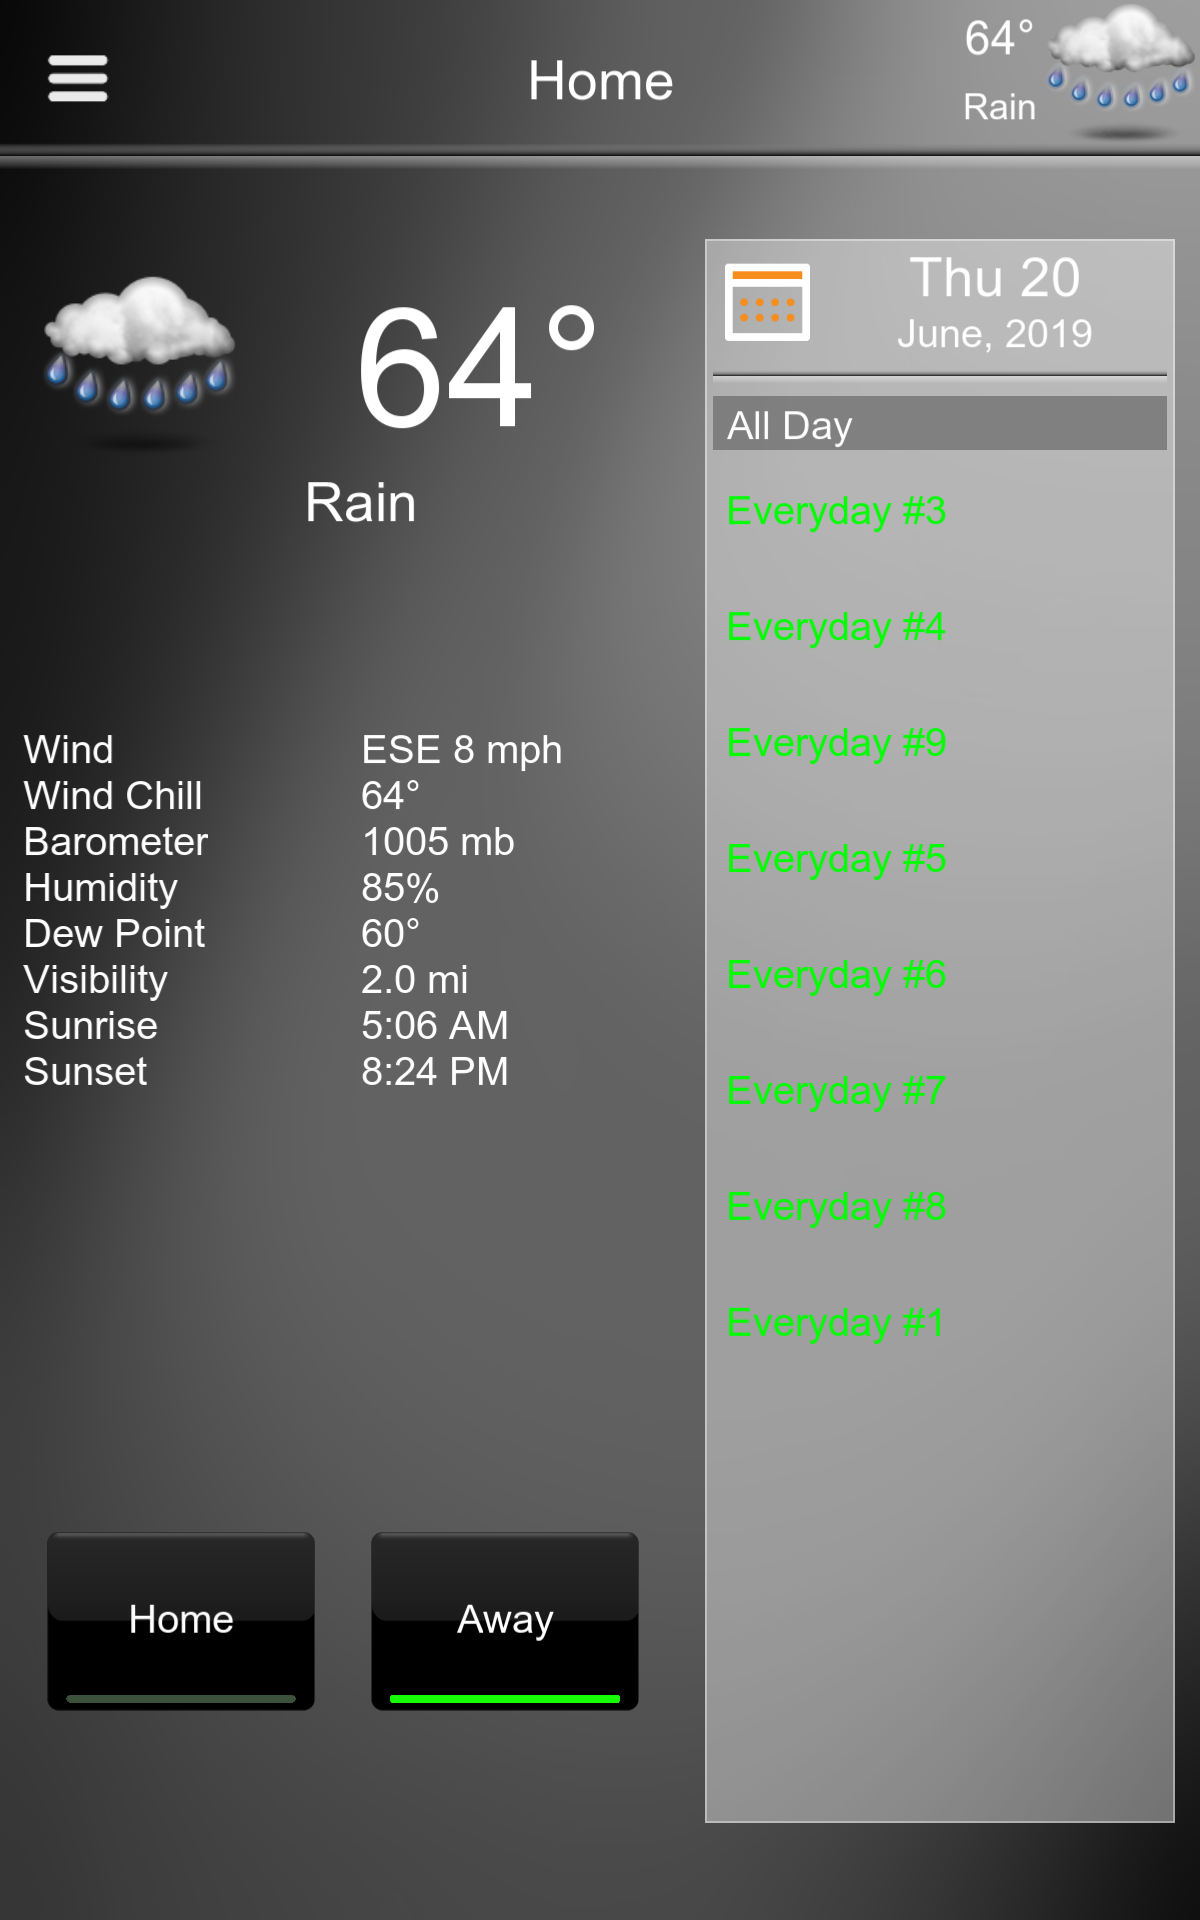 Home
64°
Rain
64°
Rain
Wind ESE 8 mph
Wind Chill 64°
Barometer 1005 mb
Humidity 85%
Dew Point 60°
Visibility 2.0 mi
Sunrise 5:06 AM
Sunset 8:24 PM
Home
Away
Thu 20
June, 2019
All Day
Everyday #3
Everyday #4
Everyday #9
Everyday #5
Everyday #6
Everyday #7
Everyday #8
Everyday #1